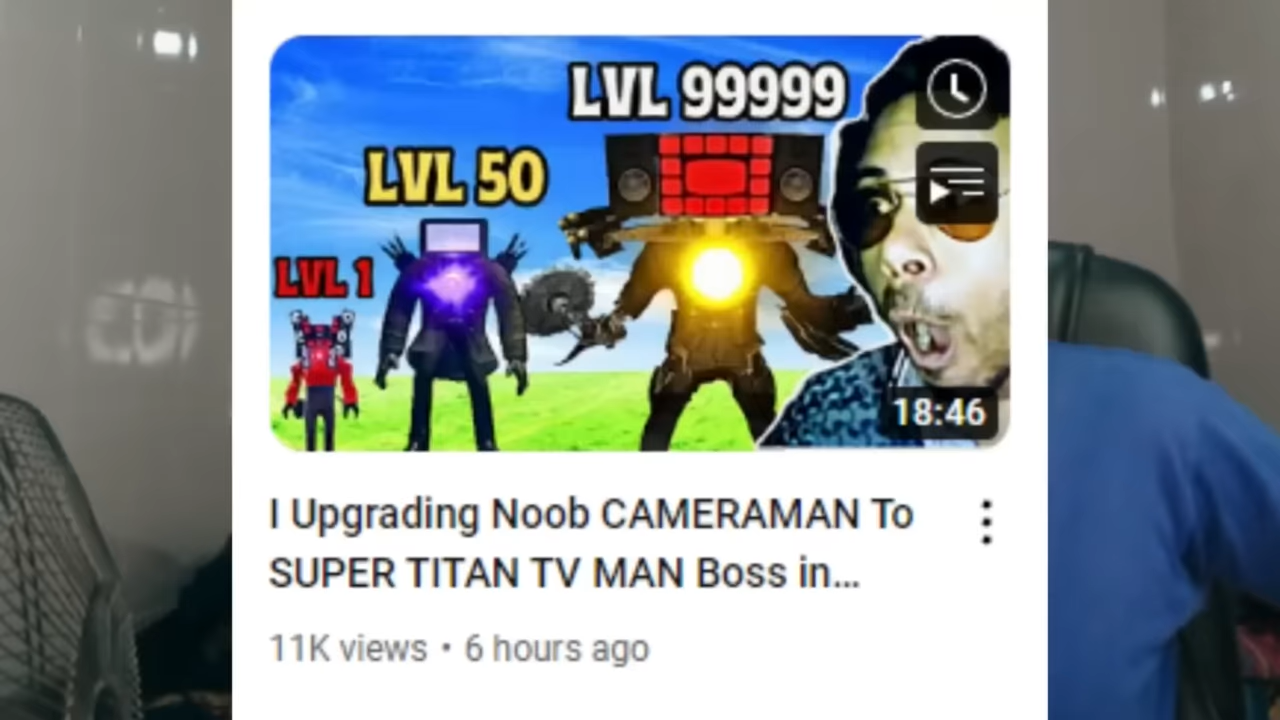 LVL 99999
LVL 50
LVL 1
18:46
I Upgrading Noob CAMERAMAN To
SUPER TITAN TV MAN Boss in...
11K views • 6 hours ago